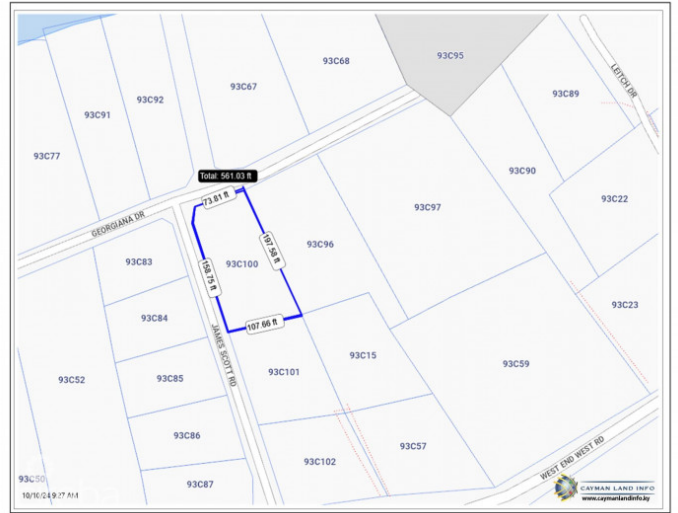 93C68
93C95
93C67
93C89
LEITCH DR
93C92
93C91
93C77
93C90
Total: 561.03 ft
73.81 ft
93C22
93C97
GEORGIANA DR
93C96
197.58 ft
93C83
93C100
158.75 ft
93C23
93C84
107.66 ft
JAMES SCOTT RD
93C15
93C59
93C101
93C52
93C85
93C86
93C57
93C102
WEST END WEST RD
93C50
93C87
CAYMAN LAND INFO
www.caymanlandinfo.ky
10/10/24 9:27 AM